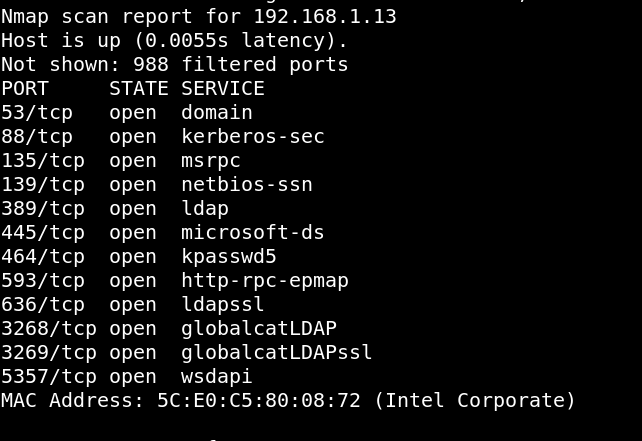 Nmap scan report for 192.168.1.13
Host is up (0.0055s latency).
Not shown: 988 filtered ports
PORT     STATE SERVICE
53/tcp   open  domain
88/tcp   open  kerberos-sec
135/tcp  open  msrpc
139/tcp  open  netbios-ssn
389/tcp  open  ldap
445/tcp  open  microsoft-ds
464/tcp  open  kpasswd5
593/tcp  open  http-rpc-epmap
636/tcp  open  ldapssl
3268/tcp open  globalcatLDAP
3269/tcp open  globalcatLDAPssl
5357/tcp open  wsdapi
MAC Address: 5C:E0:C5:80:08:72 (Intel Corporate)